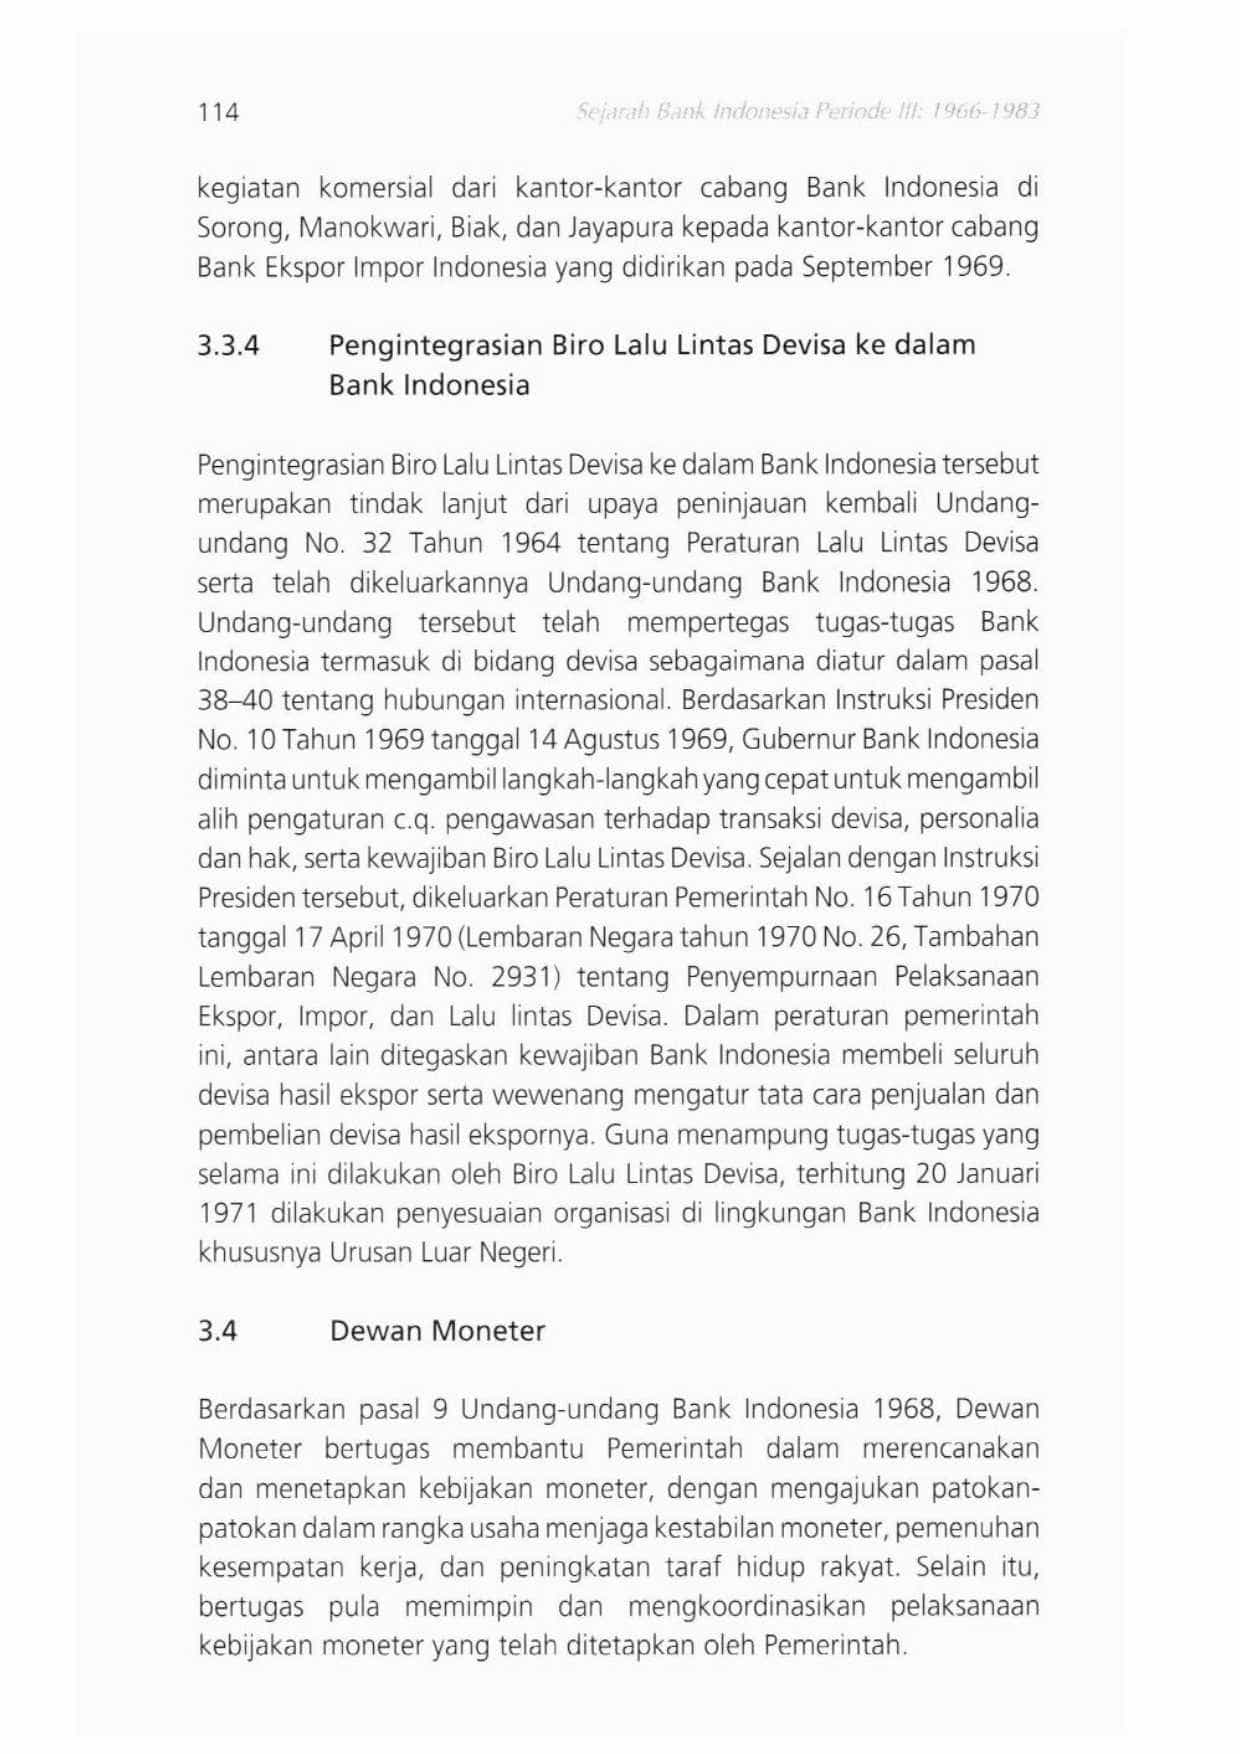 114
Sejarah Bank Indonesia Periode III: 1966-1983
kegiatan komersial dari kantor-kantor cabang Bank Indonesia di
Sorong, Manokwari, Biak, dan Jayapura kepada kantor-kantor cabang
Bank Ekspor Impor Indonesia yang didirikan pada September 1969.
3.3.4 Pengintegrasian Biro Lalu Lintas Devisa ke dalam
Bank Indonesia
Pengintegrasian Biro Lalu Lintas Devisa ke dalam Bank Indonesia tersebut
merupakan tindak lanjut dari upaya peninjauan kembali Undang-
undang No. 32 Tahun 1964 tentang Peraturan Lalu Lintas Devisa
serta telah dikeluarkannya Undang-undang Bank Indonesia 1968.
Undang-undang tersebut telah mempertegas tugas-tugas Bank
Indonesia termasuk di bidang devisa sebagaimana diatur dalam pasal
38–40 tentang hubungan internasional. Berdasarkan Instruksi Presiden
No. 10 Tahun 1969 tanggal 14 Agustus 1969, Gubernur Bank Indonesia
diminta untuk mengambil langkah-langkah yang cepat untuk mengambil
alih pengaturan c.q. pengawasan terhadap transaksi devisa, personalia
dan hak, serta kewajiban Biro Lalu Lintas Devisa. Sejalan dengan Instruksi
Presiden tersebut, dikeluarkan Peraturan Pemerintah No. 16 Tahun 1970
tanggal 17 April 1970 (Lembaran Negara tahun 1970 No. 26, Tambahan
Lembaran Negara No. 2931) tentang Penyempurnaan Pelaksanaan
Ekspor, Impor, dan Lalu lintas Devisa. Dalam peraturan pemerintah
ini, antara lain ditegaskan kewajiban Bank Indonesia membeli seluruh
devisa hasil ekspor serta wewenang mengatur tata cara penjualan dan
pembelian devisa hasil ekspornya. Guna menampung tugas-tugas yang
selama ini dilakukan oleh Biro Lalu Lintas Devisa, terhitung 20 Januari
1971 dilakukan penyesuaian organisasi di lingkungan Bank Indonesia
khususnya Urusan Luar Negeri.
3.4 Dewan Moneter
Berdasarkan pasal 9 Undang-undang Bank Indonesia 1968, Dewan
Moneter bertugas membantu Pemerintah dalam merencanakan
dan menetapkan kebijakan moneter, dengan mengajukan patokan-
patokan dalam rangka usaha menjaga kestabilan moneter, pemenuhan
kesempatan kerja, dan peningkatan taraf hidup rakyat. Selain itu,
bertugas pula memimpin dan mengkoordinasikan pelaksanaan
kebijakan moneter yang telah ditetapkan oleh Pemerintah.